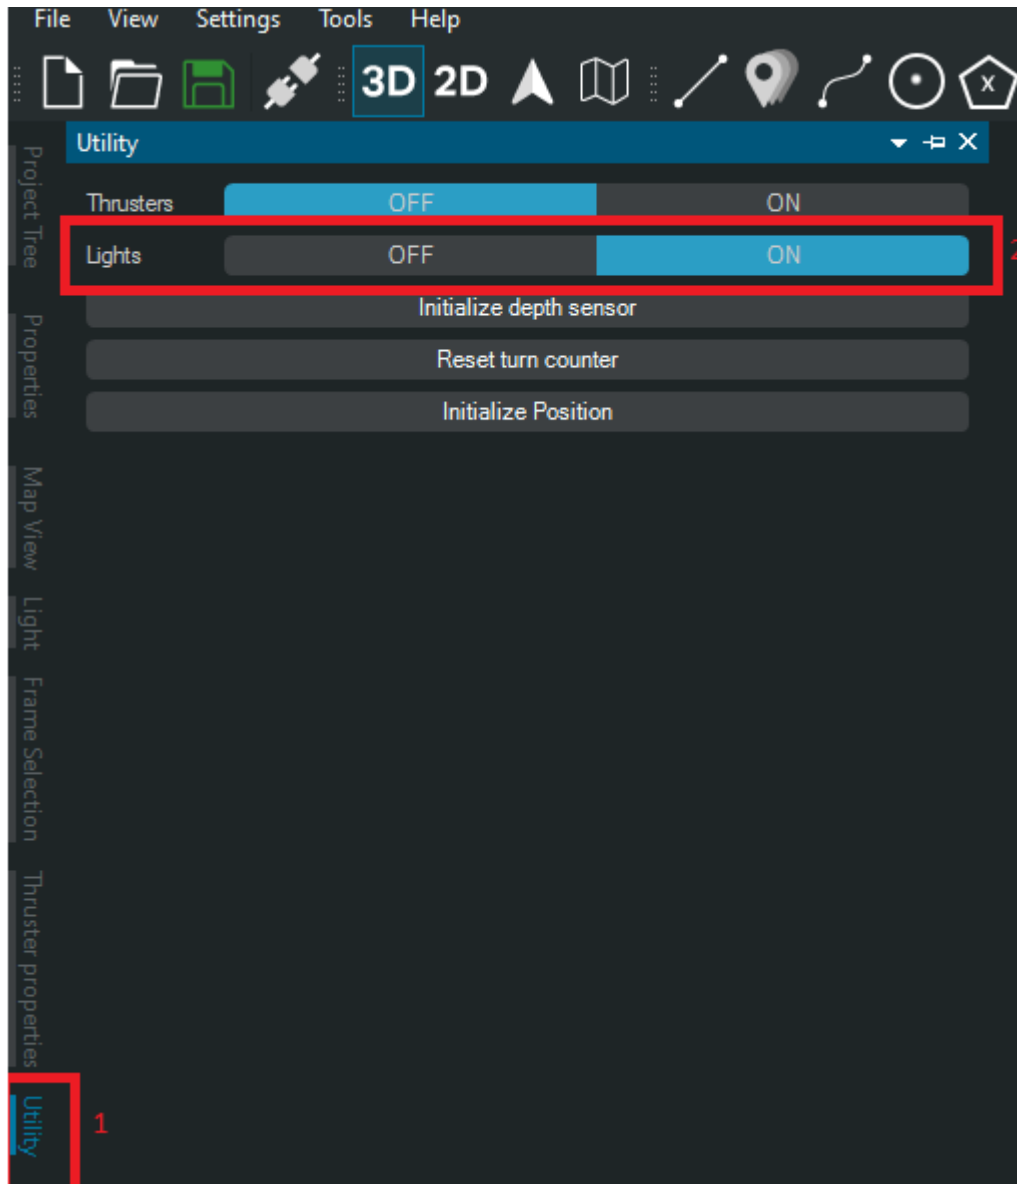 File View Settings Tools Help
3D 2D x
Utility
Thrusters OFF ON
Lights OFF ON 2
Initialize depth sensor
Reset turn counter
Initialize Position
Project Tree
Properties
Map View
Light
Frame Selection
Thruster properties
Utility
1